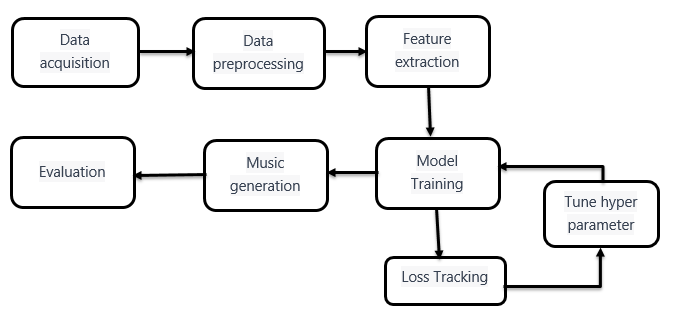 Data
acquisition
Data
preprocessing
Feature
extraction
Evaluation
Music
generation
Model
Training
Tune hyper
parameter
Loss Tracking